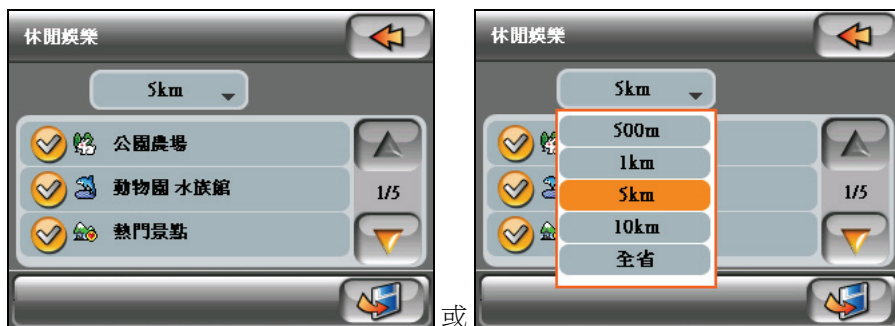 休閒娛樂
5km
公園農場
動物園 水族館
1/5
熱門景點
或
休閒娛樂
5km
500m
1km
5km
1/5
10km
全省